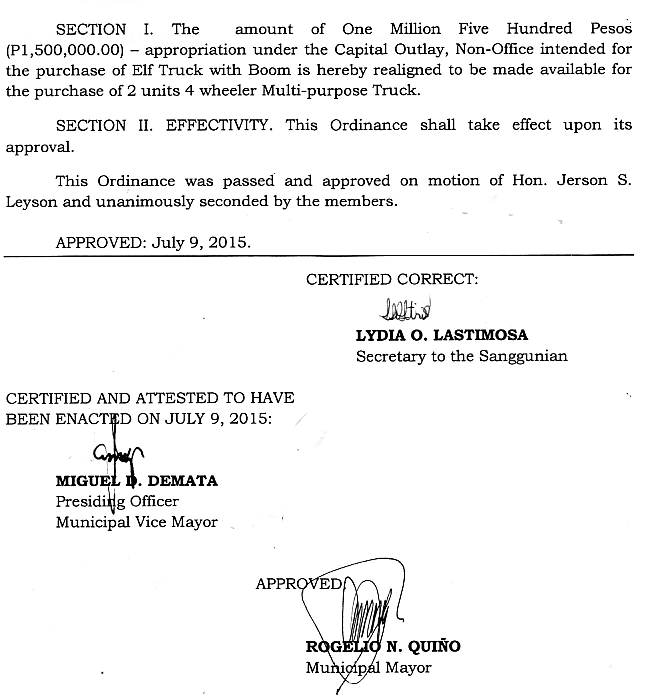 SECTION I. The amount of One Million Five Hundred Pesos
(P1,500,000.00) – appropriation under the Capital Outlay, Non-Office intended for
the purchase of Elf Truck with Boom is hereby realigned to be made available for
the purchase of 2 units 4 wheeler Multi-purpose Truck.
SECTION II. EFFECTIVITY. This Ordinance shall take effect upon its
approval.
This Ordinance was passed and approved on motion of Hon. Jerson S.
Leyson and unanimously seconded by the members.
APPROVED: July 9, 2015.
CERTIFIED CORRECT:
LYDIA O. LASTIMOSA
Secretary to the Sanggunian
CERTIFIED AND ATTESTED TO HAVE
BEEN ENACTED ON JULY 9, 2015:
MIGUEL D. DEMATA
Presiding Officer
Municipal Vice Mayor
APPROVED
ROGELIO N. QUIÑO
Municipal Mayor